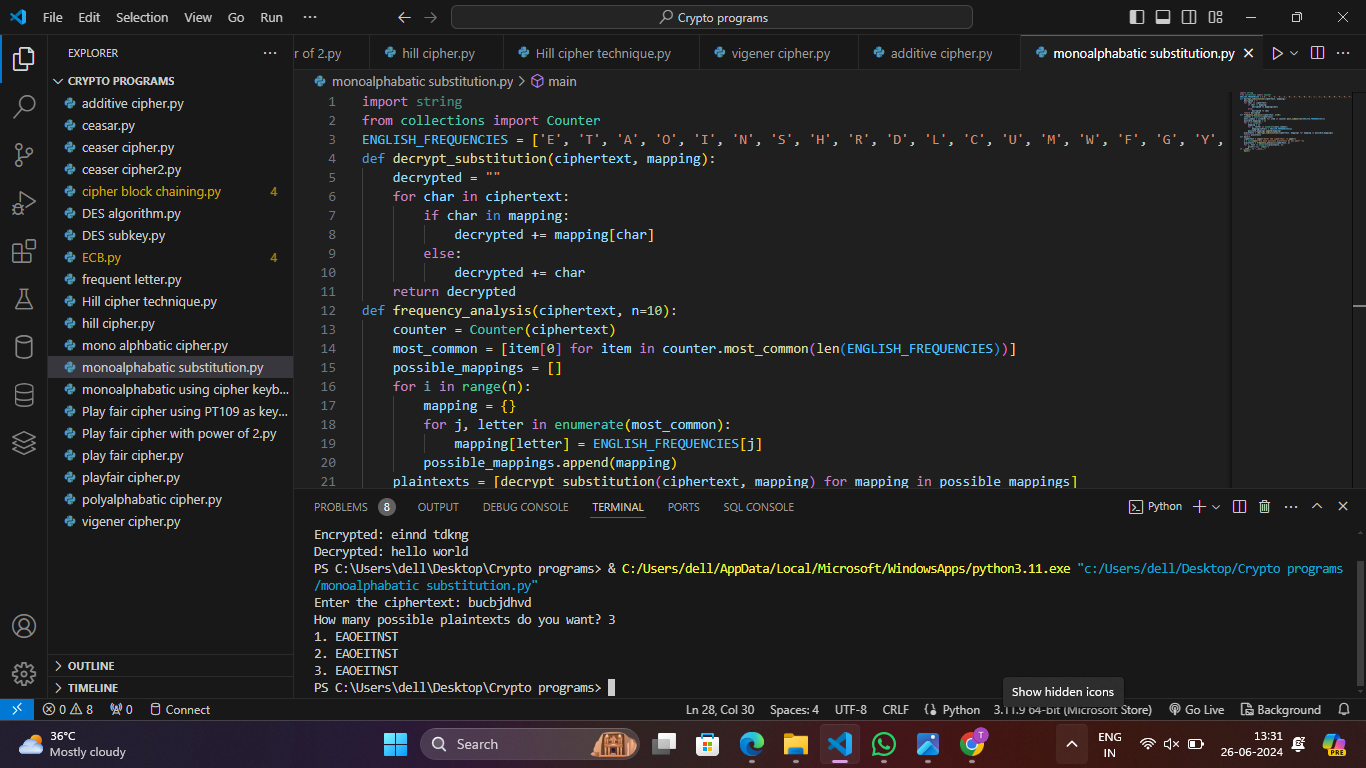 File Edit Selection View Go Run ··· Crypto programs
EXPLORER ···
r of 2.py hill cipher.py Hill cipher technique.py vigener cipher.py additive cipher.py monoalphabatic substitution.py
CRYPTO PROGRAMS
additive cipher.py
ceasar.py
ceaser cipher.py
ceaser cipher2.py
cipher block chaining.py 4
DES algorithm.py
DES subkey.py
ECB.py 4
frequent letter.py
Hill cipher technique.py
hill cipher.py
mono alphbatic cipher.py
monoalphabatic substitution.py
monoalphabatic using cipher keyb...
Play fair cipher using PT109 as key...
Play fair cipher with power of 2.py
play fair cipher.py
playfair cipher.py
polyalphabatic cipher.py
vigener cipher.py
OUTLINE
TIMELINE
monoalphabatic substitution.py > main
1 import string
2 from collections import Counter
3 ENGLISH_FREQUENCIES = ['E', 'T', 'A', 'O', 'I', 'N', 'S', 'H', 'R', 'D', 'L', 'C', 'U', 'M', 'W', 'F', 'G', 'Y',
4 def decrypt_substitution(ciphertext, mapping):
5 decrypted = ""
6 for char in ciphertext:
7 if char in mapping:
8 decrypted += mapping[char]
9 else:
10 decrypted += char
11 return decrypted
12 def frequency_analysis(ciphertext, n=10):
13 counter = Counter(ciphertext)
14 most_common = [item[0] for item in counter.most_common(len(ENGLISH_FREQUENCIES))]
15 possible_mappings = []
16 for i in range(n):
17 mapping = {}
18 for j, letter in enumerate(most_common):
19 mapping[letter] = ENGLISH_FREQUENCIES[j]
20 possible_mappings.append(mapping)
21 plaintexts = [decrypt_substitution(ciphertext, mapping) for mapping in possible_mappings]
PROBLEMS 8 OUTPUT DEBUG CONSOLE TERMINAL PORTS SQL CONSOLE Python
Encrypted: einnd tdkng
Decrypted: hello world
PS C:\Users\dell\Desktop\Crypto programs> & C:/Users/dell/AppData/Local/Microsoft/WindowsApps/python3.11.exe "c:/Users/dell/Desktop/Crypto programs
/monoalphabatic substitution.py"
Enter the ciphertext: bucbjdhvd
How many possible plaintexts do you want? 3
1. EAOEITNST
2. EAOEITNST
3. EAOEITNST
PS C:\Users\dell\Desktop\Crypto programs>
Show hidden icons
0 8 0 Connect Ln 28, Col 30 Spaces: 4 UTF-8 CRLF Python 3.11.9 64-bit (Microsoft Store) Go Live Background
36°C
Mostly cloudy
Search
T
ENG
IN
13:31
26-06-2024
PRE